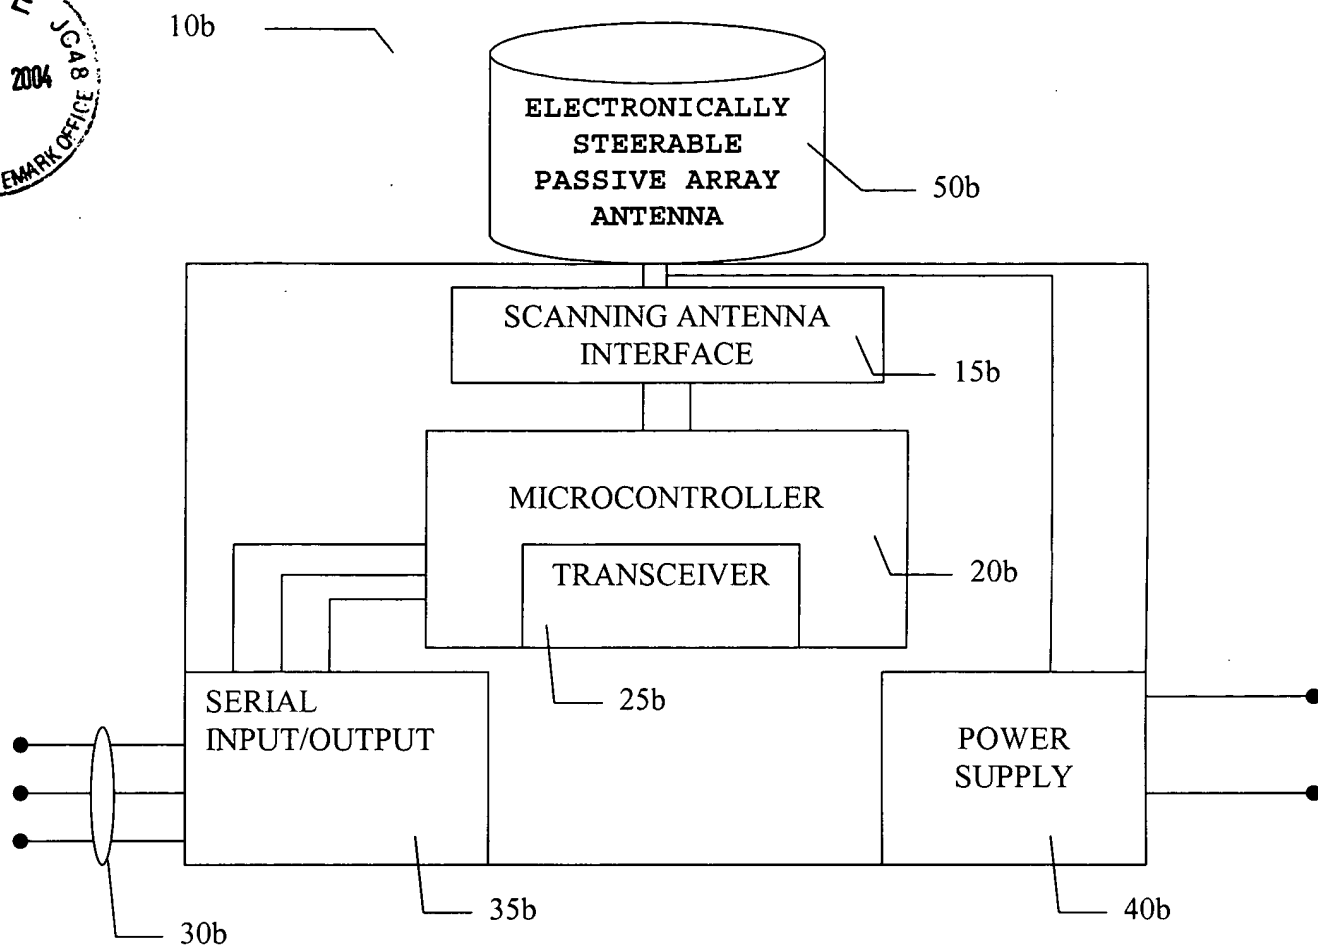 10b
JC48
2004
EMARK OFFICE
ELECTRONICALLY
STEERABLE
PASSIVE ARRAY
ANTENNA
50b
SCANNING ANTENNA
INTERFACE
15b
MICROCONTROLLER
TRANSCEIVER
20b
25b
SERIAL
INPUT/OUTPUT
POWER
SUPPLY
35b
40b
30b